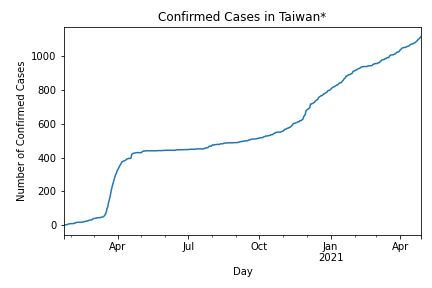 Confirmed Cases in Taiwan*
Number of Confirmed Cases
1000
800
600
400
200
0
Apr Jul Oct Jan Apr
2021
Day